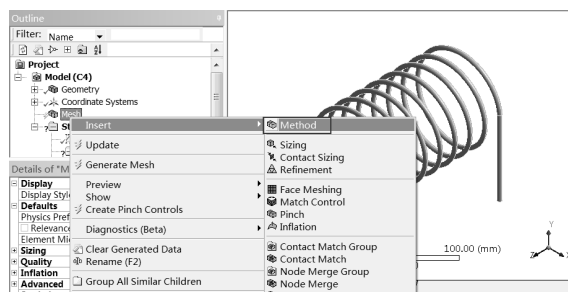 Outline
Filter: Name
Project
Model (C4)
Geometry
Coordinate Systems
Mesh
Insert
Method
Update
Sizing
Contact Sizing
Refinement
Generate Mesh
Details of "M
Display
Display Style
Defaults
Physics Pref
Relevance
Element Mi
Sizing
Quality
Inflation
Advanced
Preview
Show
Create Pinch Controls
Diagnostics (Beta)
Clear Generated Data
Rename (F2)
Group All Similar Children
Face Meshing
Match Control
Pinch
Inflation
Contact Match Group
Contact Match
Node Merge Group
Node Merge
100.00 (mm)
Y
Z
X